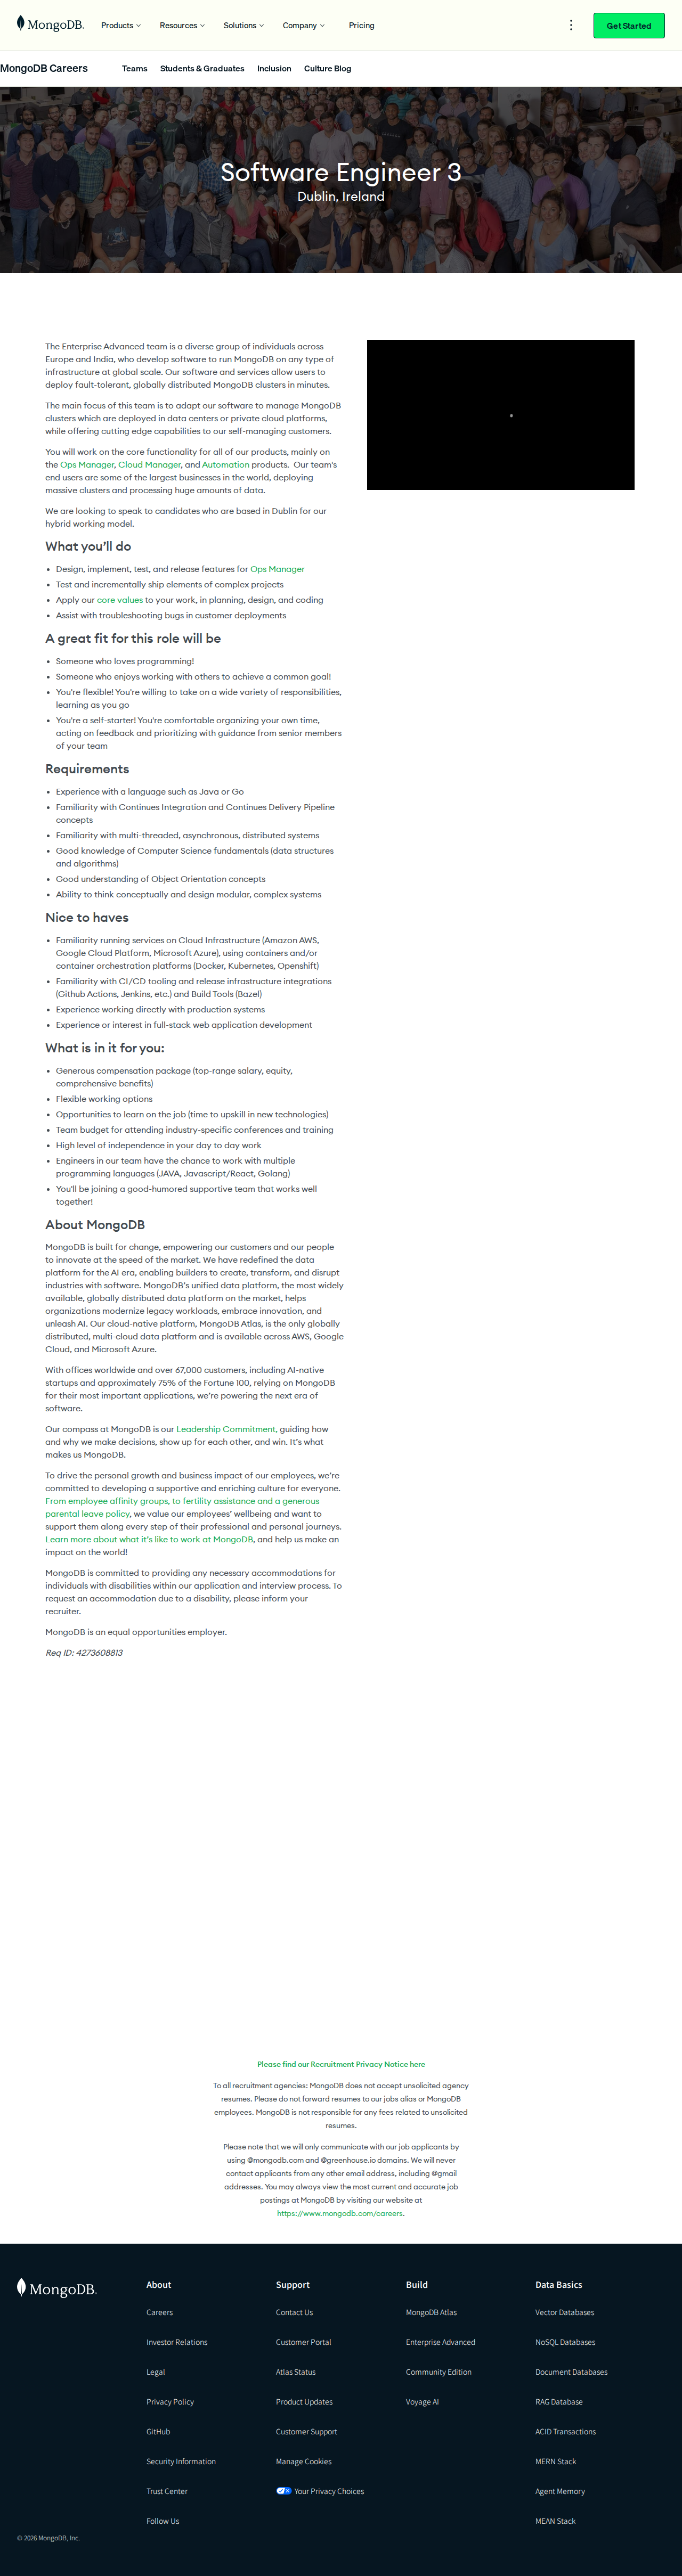 MongoDB.
Products
Resources
Solutions
Company
Pricing
Get Started
MongoDB Careers
Teams
Students & Graduates
Inclusion
Culture Blog
Software Engineer 3
Dublin, Ireland
The Enterprise Advanced team is a diverse group of individuals across
Europe and India, who develop software to run MongoDB on any type of
infrastructure at global scale. Our software and services allow users to
deploy fault-tolerant, globally distributed MongoDB clusters in minutes.
The main focus of this team is to adapt our software to manage MongoDB
clusters which are deployed in data centers or private cloud platforms,
while offering cutting edge capabilities to our self-managing customers.
You will work on the core functionality for all of our products, mainly on
the Ops Manager, Cloud Manager, and Automation products.  Our team's
end users are some of the largest businesses in the world, deploying
massive clusters and processing huge amounts of data.
We are looking to speak to candidates who are based in Dublin for our
hybrid working model.
What you’ll do
• Design, implement, test, and release features for Ops Manager
• Test and incrementally ship elements of complex projects
• Apply our core values to your work, in planning, design, and coding
• Assist with troubleshooting bugs in customer deployments
A great fit for this role will be
• Someone who loves programming!
• Someone who enjoys working with others to achieve a common goal!
• You're flexible! You're willing to take on a wide variety of responsibilities,
learning as you go
• You're a self-starter! You're comfortable organizing your own time,
acting on feedback and prioritizing with guidance from senior members
of your team
Requirements
• Experience with a language such as Java or Go
• Familiarity with Continues Integration and Continues Delivery Pipeline
concepts
• Familiarity with multi-threaded, asynchronous, distributed systems
• Good knowledge of Computer Science fundamentals (data structures
and algorithms)
• Good understanding of Object Orientation concepts
• Ability to think conceptually and design modular, complex systems
Nice to haves
• Familiarity running services on Cloud Infrastructure (Amazon AWS,
Google Cloud Platform, Microsoft Azure), using containers and/or
container orchestration platforms (Docker, Kubernetes, Openshift)
• Familiarity with CI/CD tooling and release infrastructure integrations
(Github Actions, Jenkins, etc.) and Build Tools (Bazel)
• Experience working directly with production systems
• Experience or interest in full-stack web application development
What is in it for you:
• Generous compensation package (top-range salary, equity,
comprehensive benefits)
• Flexible working options
• Opportunities to learn on the job (time to upskill in new technologies)
• Team budget for attending industry-specific conferences and training
• High level of independence in your day to day work
• Engineers in our team have the chance to work with multiple
programming languages (JAVA, Javascript/React, Golang)
• You'll be joining a good-humored supportive team that works well
together!
About MongoDB
MongoDB is built for change, empowering our customers and our people
to innovate at the speed of the market. We have redefined the data
platform for the AI era, enabling builders to create, transform, and disrupt
industries with software. MongoDB’s unified data platform, the most widely
available, globally distributed data platform on the market, helps
organizations modernize legacy workloads, embrace innovation, and
unleash AI. Our cloud-native platform, MongoDB Atlas, is the only globally
distributed, multi-cloud data platform and is available across AWS, Google
Cloud, and Microsoft Azure.
With offices worldwide and over 67,000 customers, including AI-native
startups and approximately 75% of the Fortune 100, relying on MongoDB
for their most important applications, we’re powering the next era of
software.
Our compass at MongoDB is our Leadership Commitment, guiding how
and why we make decisions, show up for each other, and win. It’s what
makes us MongoDB.
To drive the personal growth and business impact of our employees, we’re
committed to developing a supportive and enriching culture for everyone.
From employee affinity groups, to fertility assistance and a generous
parental leave policy, we value our employees’ wellbeing and want to
support them along every step of their professional and personal journeys.
Learn more about what it’s like to work at MongoDB, and help us make an
impact on the world!
MongoDB is committed to providing any necessary accommodations for
individuals with disabilities within our application and interview process. To
request an accommodation due to a disability, please inform your
recruiter.
MongoDB is an equal opportunities employer.
Req ID: 4273608813
Please find our Recruitment Privacy Notice here
To all recruitment agencies: MongoDB does not accept unsolicited agency
resumes. Please do not forward resumes to our jobs alias or MongoDB
employees. MongoDB is not responsible for any fees related to unsolicited
resumes.
Please note that we will only communicate with our job applicants by
using @mongodb.com and @greenhouse.io domains. We will never
contact applicants from any other email address, including @gmail
addresses. You may always view the most current and accurate job
postings at MongoDB by visiting our website at
https://www.mongodb.com/careers.
MongoDB.
About
Careers
Investor Relations
Legal
Privacy Policy
GitHub
Security Information
Trust Center
Follow Us
Support
Contact Us
Customer Portal
Atlas Status
Product Updates
Customer Support
Manage Cookies
Your Privacy Choices
Build
MongoDB Atlas
Enterprise Advanced
Community Edition
Voyage AI
Data Basics
Vector Databases
NoSQL Databases
Document Databases
RAG Database
ACID Transactions
MERN Stack
Agent Memory
MEAN Stack
© 2026 MongoDB, Inc.